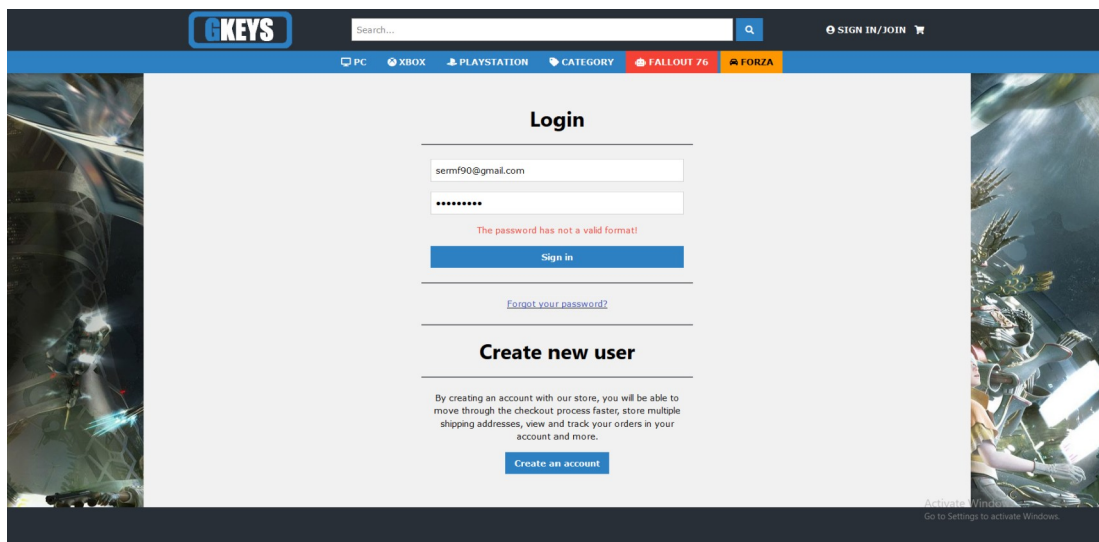 GKEYS
Search...
SIGN IN/JOIN
PC XBOX PLAYSTATION CATEGORY FALLOUT 76 FORZA
Login
sermf90@gmail.com
•••••••••
The password has not a valid format!
Sign in
Forgot your password?
Create new user
By creating an account with our store, you will be able to
move through the checkout process faster, store multiple
shipping addresses, view and track your orders in your
account and more.
Create an account
Activate Windows
Go to Settings to activate Windows.